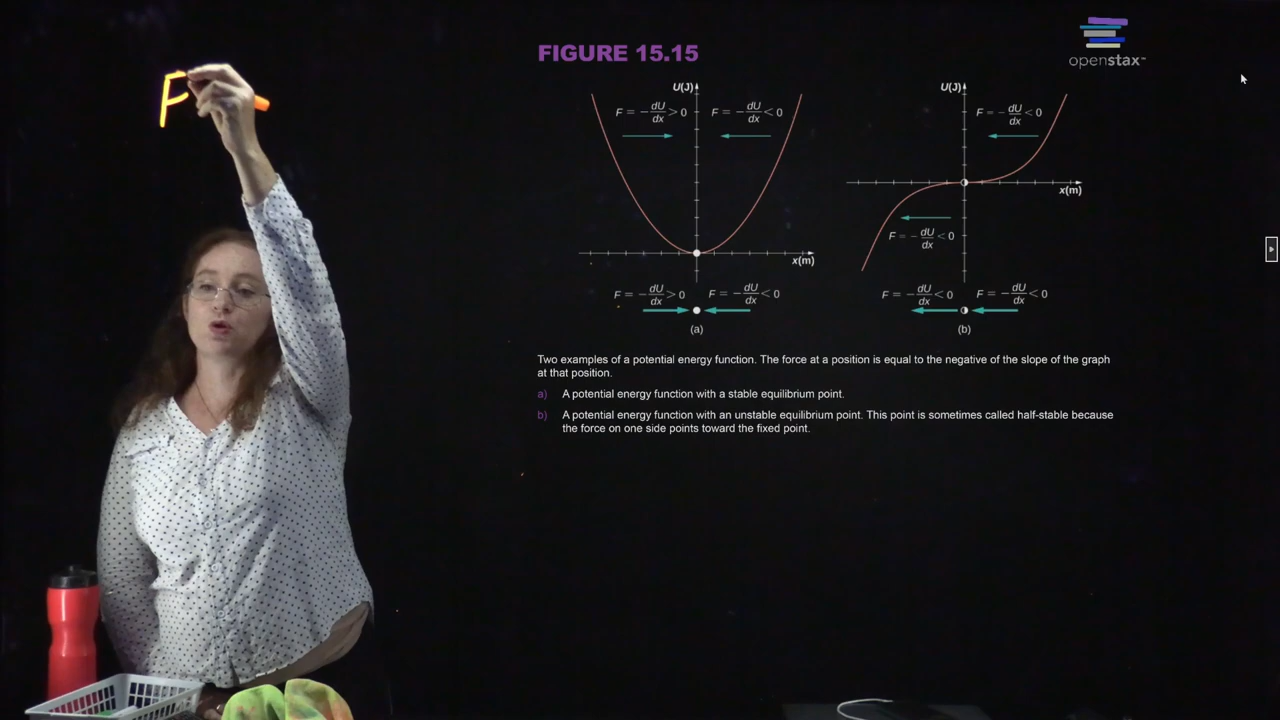 F
FIGURE 15.15
openstax™
U(J)
F = − dU/dx > 0
F = − dU/dx < 0
x(m)
F = − dU/dx > 0
F = − dU/dx < 0
(a)
U(J)
F = − dU/dx < 0
x(m)
F = − dU/dx < 0
F = − dU/dx < 0
F = − dU/dx < 0
(b)
Two examples of a potential energy function. The force at a position is equal to the negative of the slope of the graph
at that position.
a) A potential energy function with a stable equilibrium point.
b) A potential energy function with an unstable equilibrium point. This point is sometimes called half-stable because
the force on one side points toward the fixed point.